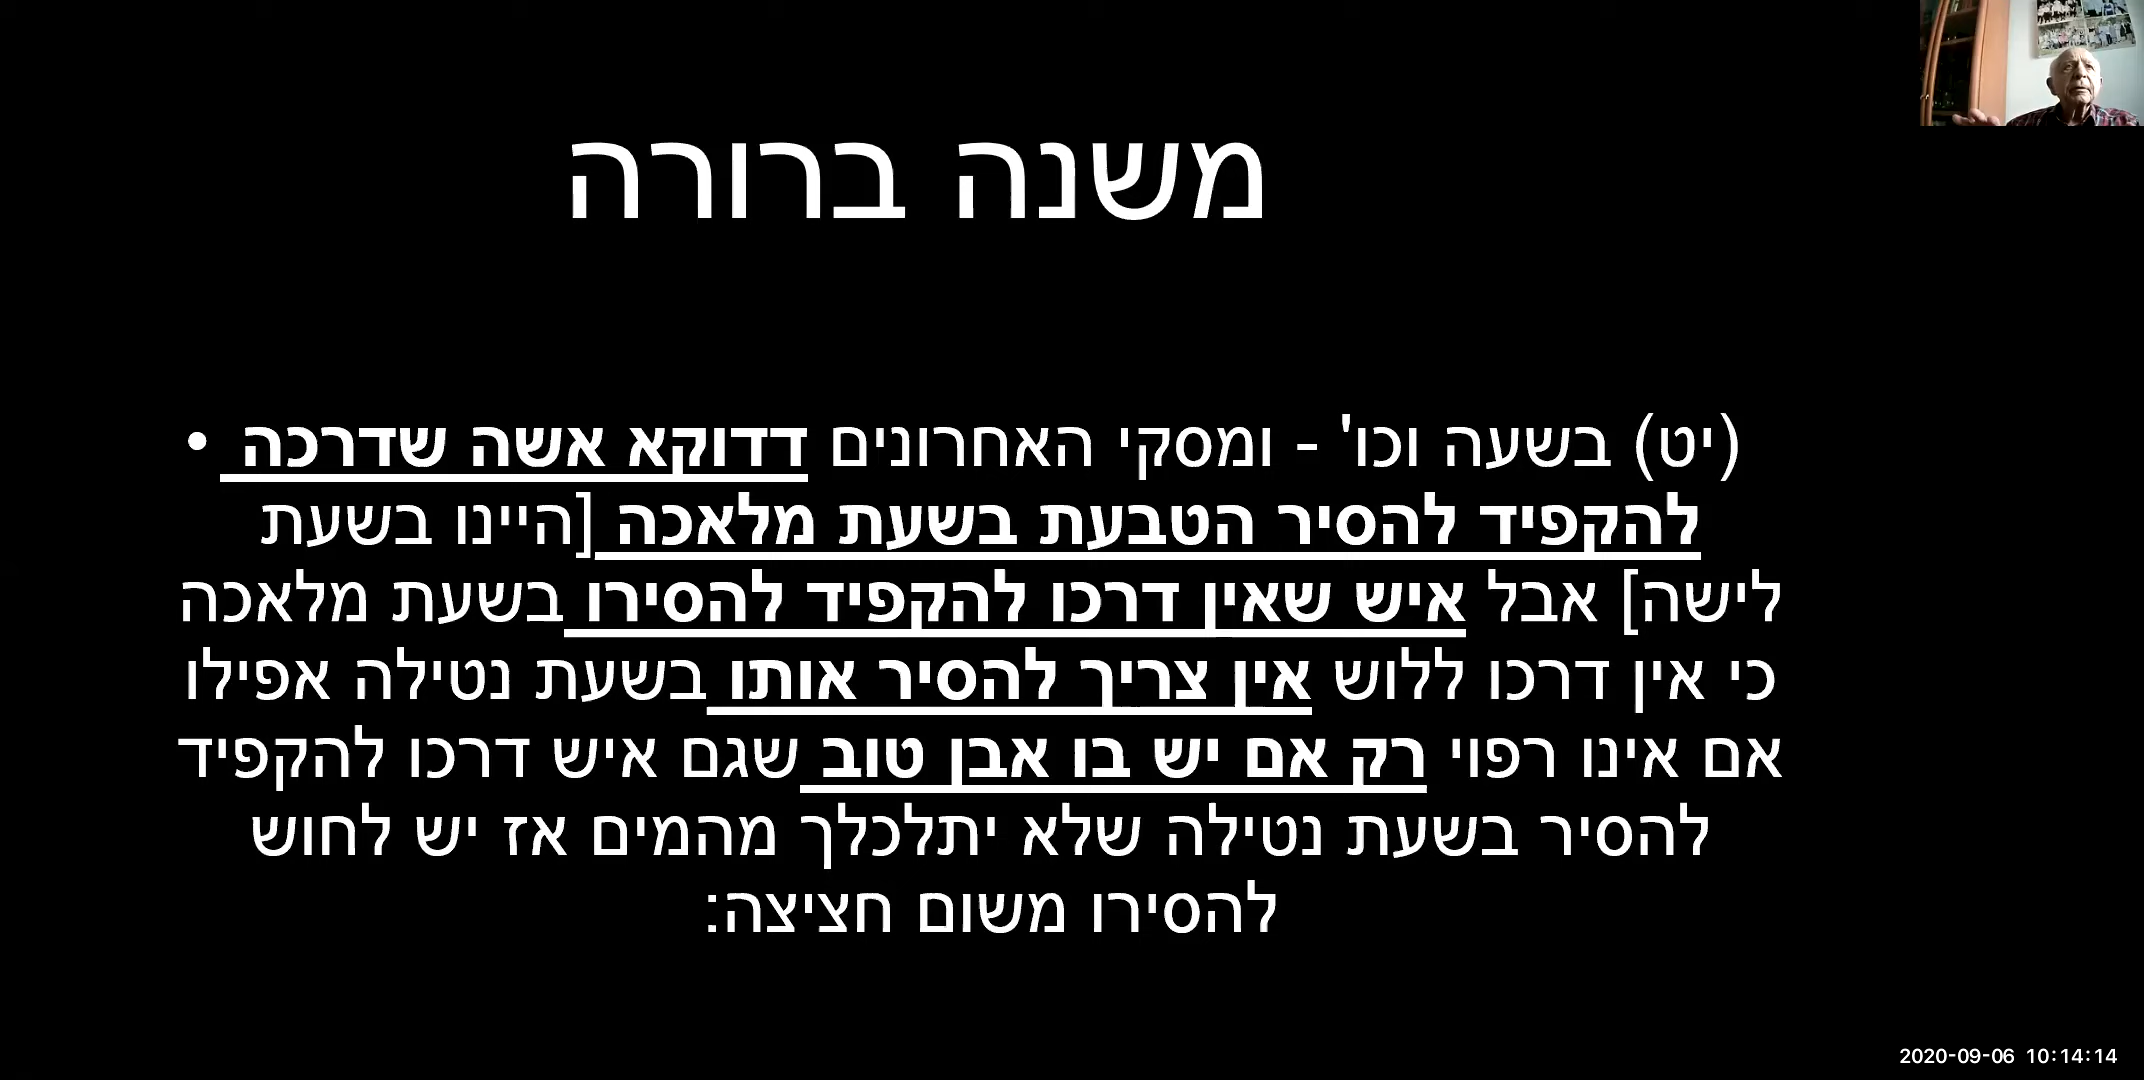 משנה ברורה
• (יט) בשעה וכו' - ומסקי האחרונים דדוקא אשה שדרכה
להקפיד להסיר הטבעת בשעת מלאכה [היינו בשעת
לישה] אבל איש שאין דרכו להקפיד להסירו בשעת מלאכה
כי אין דרכו ללוש אין צריך להסיר אותו בשעת נטילה אפילו
אם אינו רפוי רק אם יש בו אבן טוב שגם איש דרכו להקפיד
להסיר בשעת נטילה שלא יתלכלך מהמים אז יש לחוש
להסירו משום חציצה:
2020-09-06 10:14:14